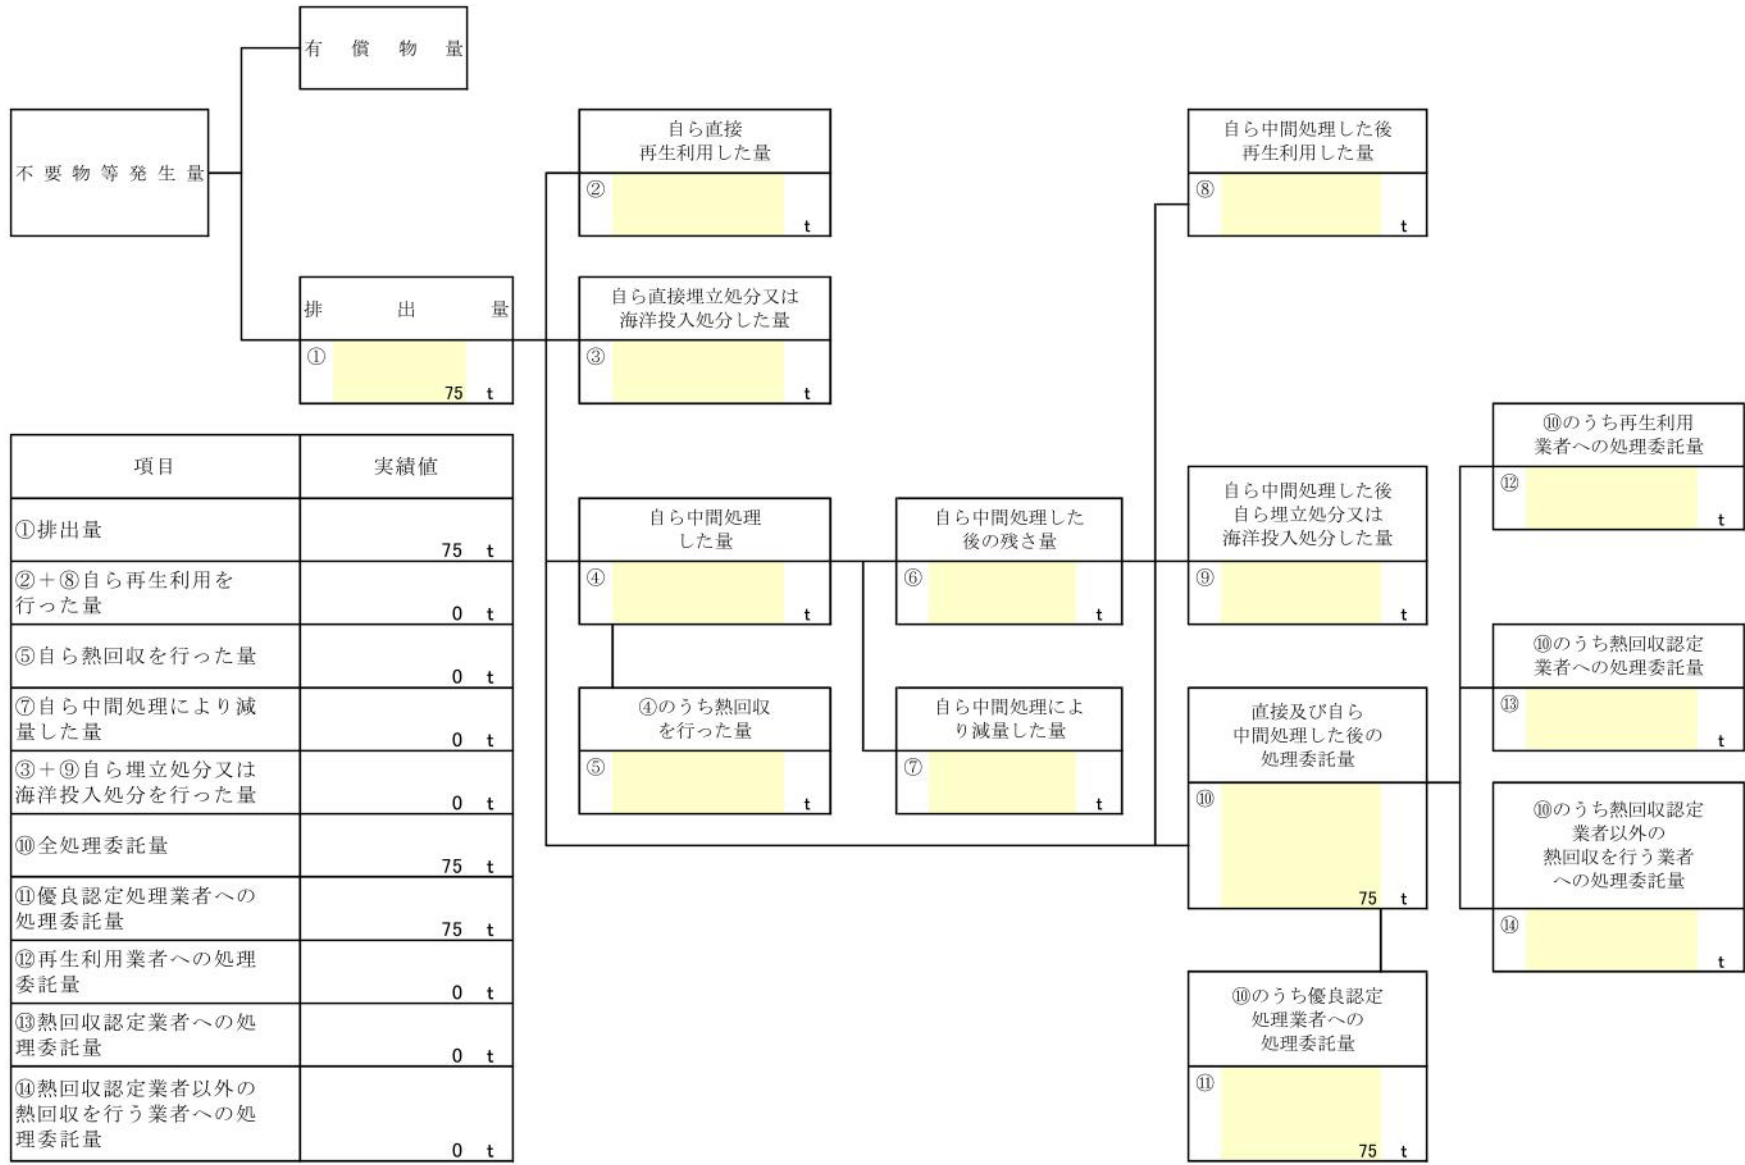 有償物量
不要物等発生量
自ら直接
再生利用した量
②
t
自ら中間処理した後
再生利用した量
⑧
t
排出量
①
75 t
自ら直接埋立処分又は
海洋投入処分した量
③
t
自ら中間処理
した量
④
t
自ら中間処理した
後の残さ量
⑥
t
自ら中間処理した後
自ら埋立処分又は
海洋投入処分した量
⑨
t
⑩のうち再生利用
業者への処理委託量
⑫
t
④のうち熱回収
を行った量
⑤
t
自ら中間処理によ
り減量した量
⑦
t
直接及び自ら
中間処理した後の
処理委託量
⑩
75 t
⑩のうち熱回収認定
業者への処理委託量
⑬
t
⑩のうち熱回収認定
業者以外の
熱回収を行う業者
への処理委託量
⑭
t
⑩のうち優良認定
処理業者への
処理委託量
⑪
75 t
項目 実績値
①排出量
75 t
②+⑧自ら再生利用を
行った量
0 t
⑤自ら熱回収を行った量
0 t
⑦自ら中間処理により減
量した量
0 t
③+⑨自ら埋立処分又は
海洋投入処分を行った量
0 t
⑩全処理委託量
75 t
⑪優良認定処理業者への
処理委託量
75 t
⑫再生利用業者への処理
委託量
0 t
⑬熱回収認定業者への処
理委託量
0 t
⑭熱回収認定業者以外の
熱回収を行う業者への処
理委託量
0 t